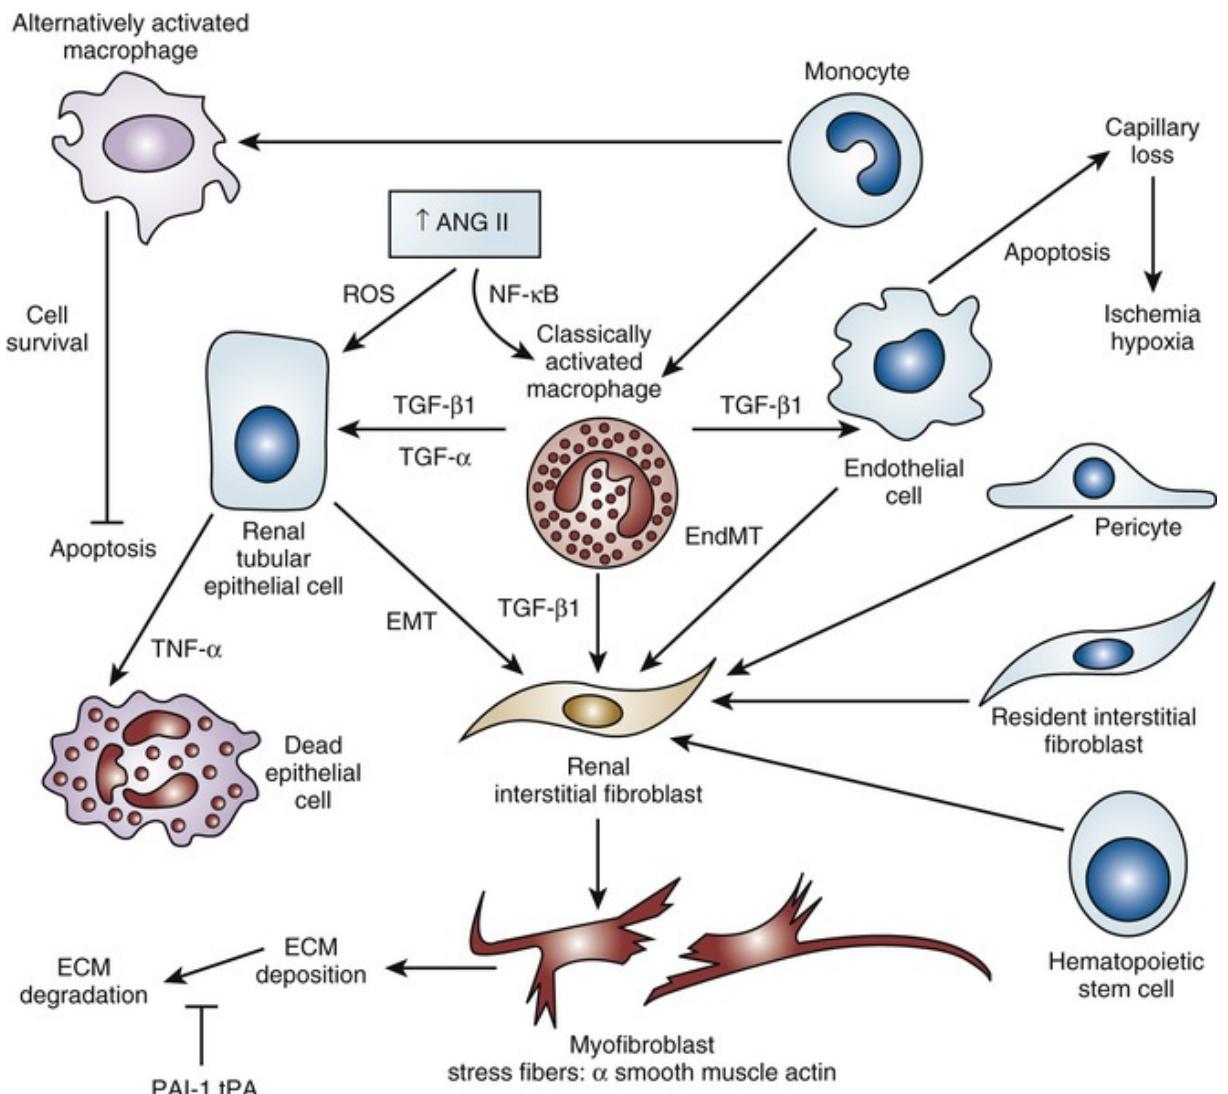 Alternatively activated
macrophage
Monocyte
Capillary
loss
↑ ANG II
Apoptosis
ROS
NF-κB
Cell
survival
Ischemia
hypoxia
Classically
activated
macrophage
TGF-β1
TGF-α
TGF-β1
Endothelial
cell
Pericyte
Apoptosis
Renal
tubular
epithelial cell
EndMT
TGF-β1
EMT
TNF-α
Resident interstitial
fibroblast
Dead
epithelial
cell
Renal
interstitial fibroblast
ECM
deposition
ECM
degradation
Hematopoietic
stem cell
Myofibroblast
stress fibers: α smooth muscle actin
PAI-1 tPA